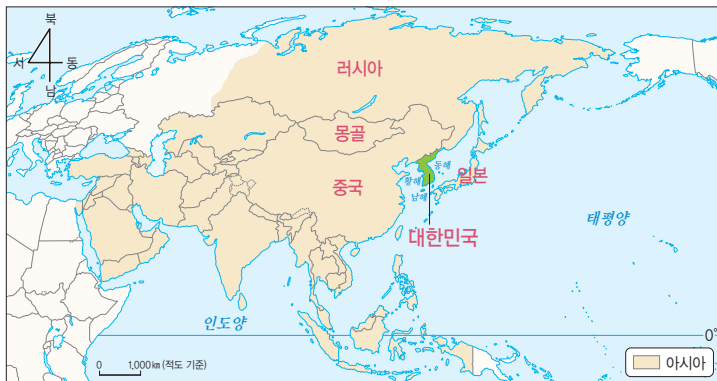 북
서
동
남
러시아
몽골
중국
동해
황해
일본
남해
대한민국
태평양
인도양
0°
0 1,000㎞ (적도 기준)
아시아